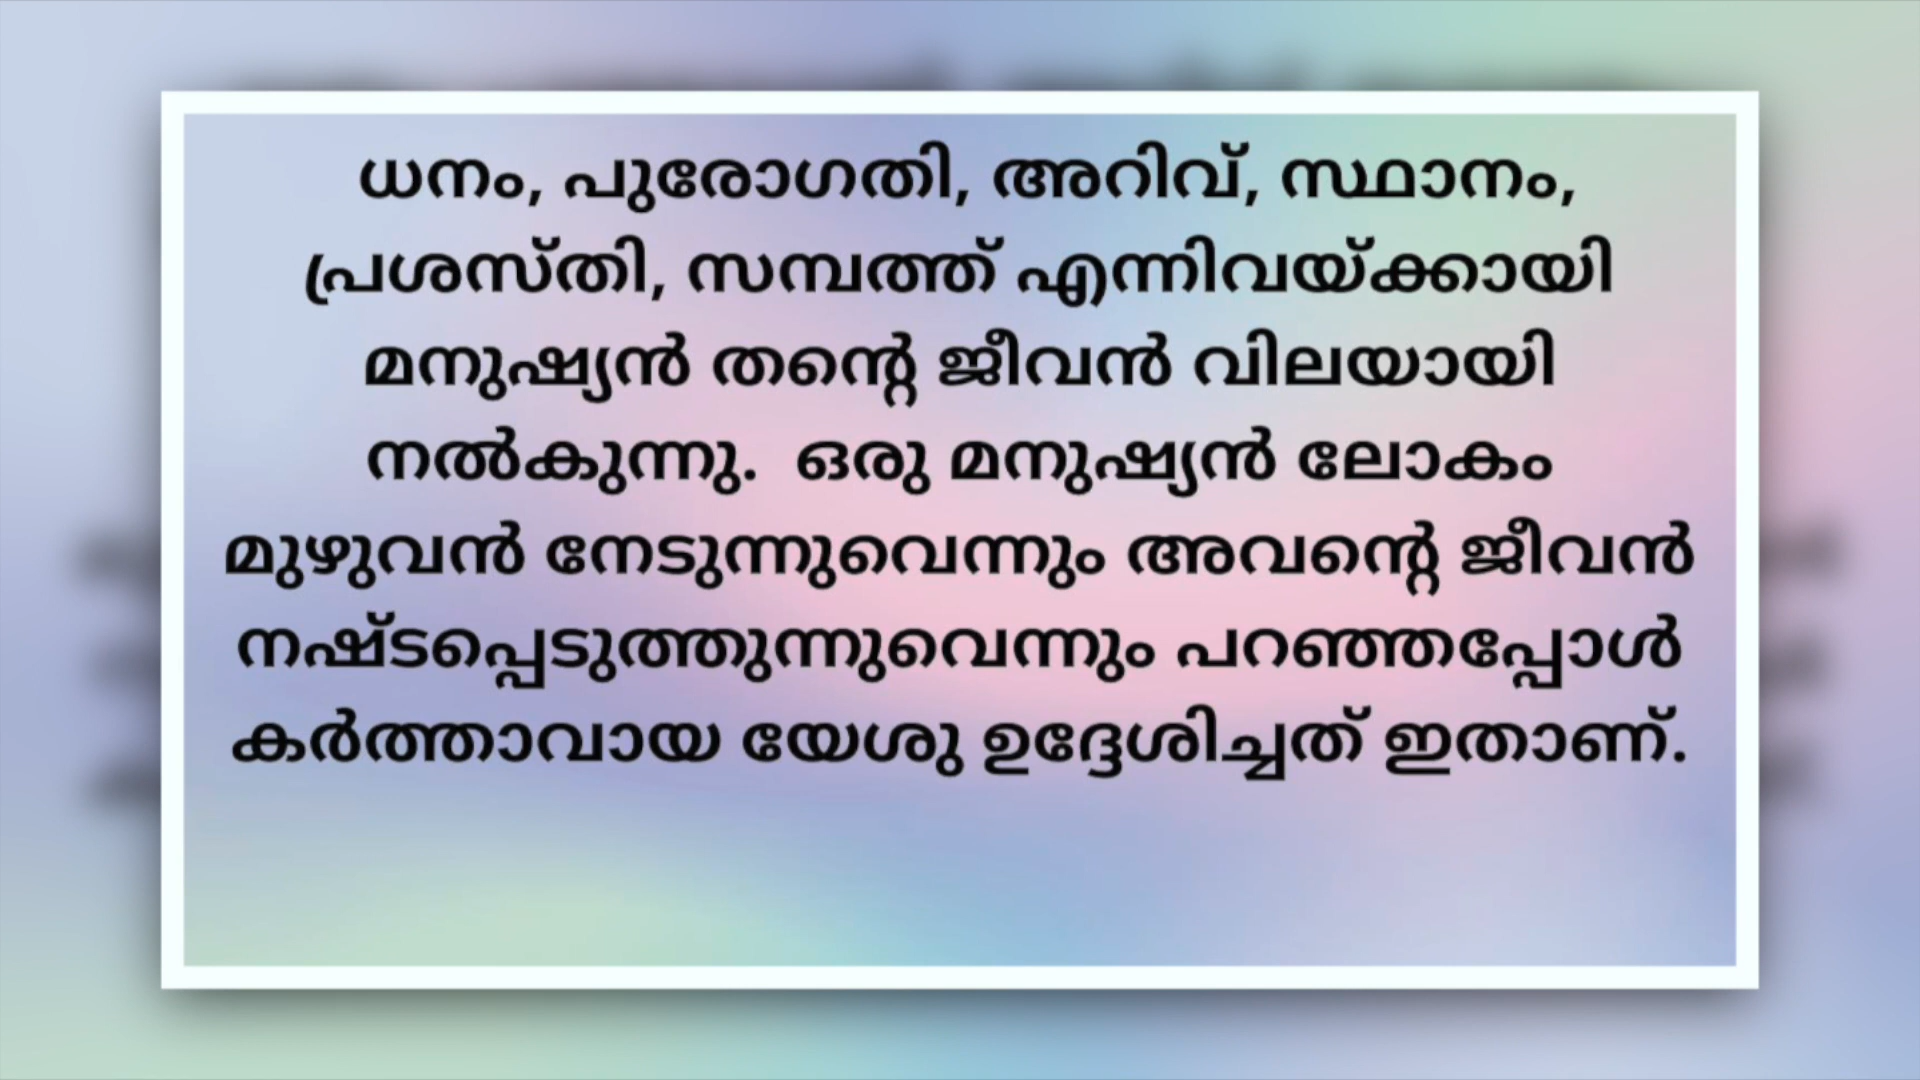 ധനം, പുരോഗതി, അറിവ്, സ്ഥാനം,
പ്രശസ്തി, സമ്പത്ത് എന്നിവയ്ക്കായി
മനുഷ്യൻ തന്റെ ജീവൻ വിലയായി
നൽകുന്നു.  ഒരു മനുഷ്യൻ ലോകം
മുഴുവൻ നേടുന്നുവെന്നും അവന്റെ ജീവൻ
നഷ്ടപ്പെടുത്തുന്നുവെന്നും പറഞ്ഞപ്പോൾ
കർത്താവായ യേശു ഉദ്ദേശിച്ചത് ഇതാണ്.